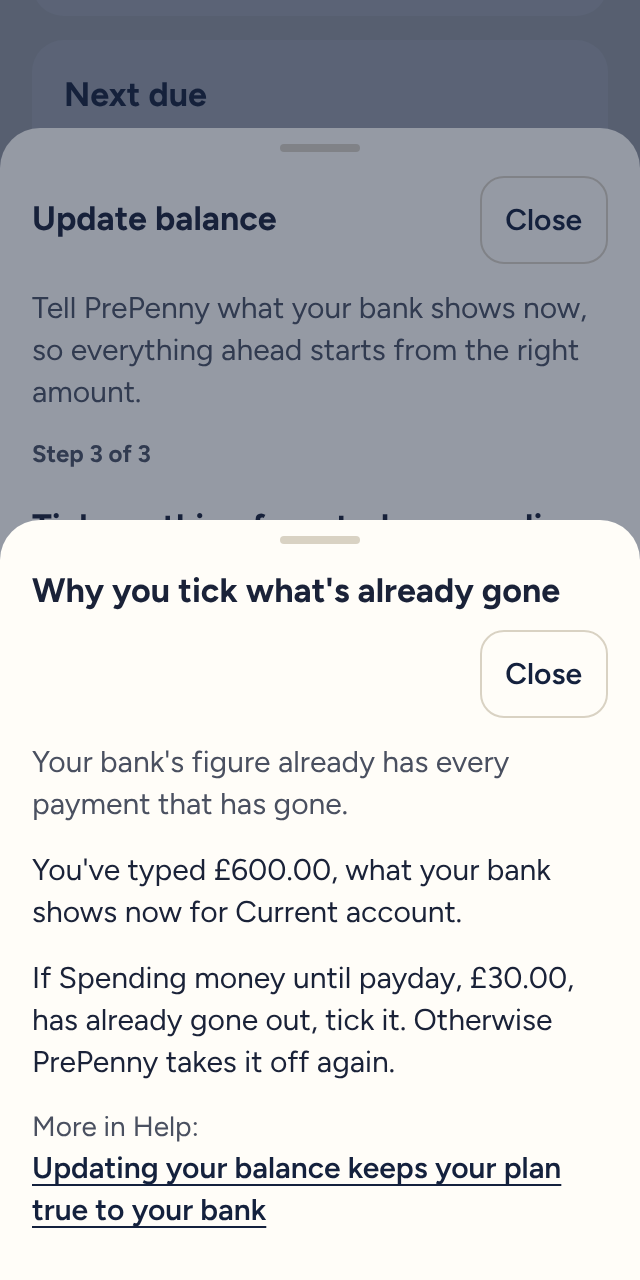 Next due
Update balance
Close
Tell PrePenny what your bank shows now,
so everything ahead starts from the right
amount.
Step 3 of 3
Why you tick what's already gone
Close
Your bank's figure already has every
payment that has gone.
You've typed £600.00, what your bank
shows now for Current account.
If Spending money until payday, £30.00,
has already gone out, tick it. Otherwise
PrePenny takes it off again.
More in Help:
Updating your balance keeps your plan
true to your bank